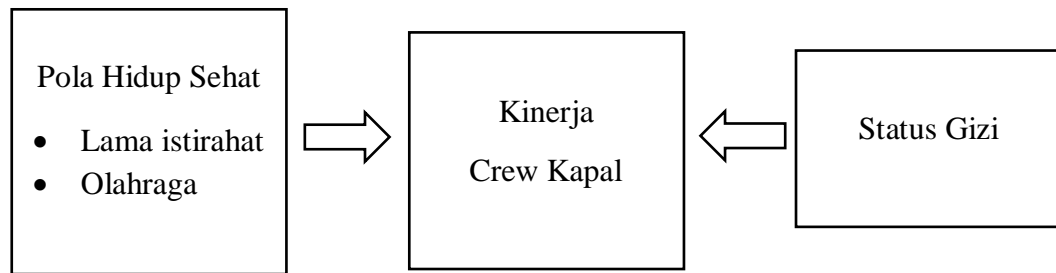 Pola Hidup Sehat
• Lama istirahat
• Olahraga
Kinerja
Crew Kapal
Status Gizi